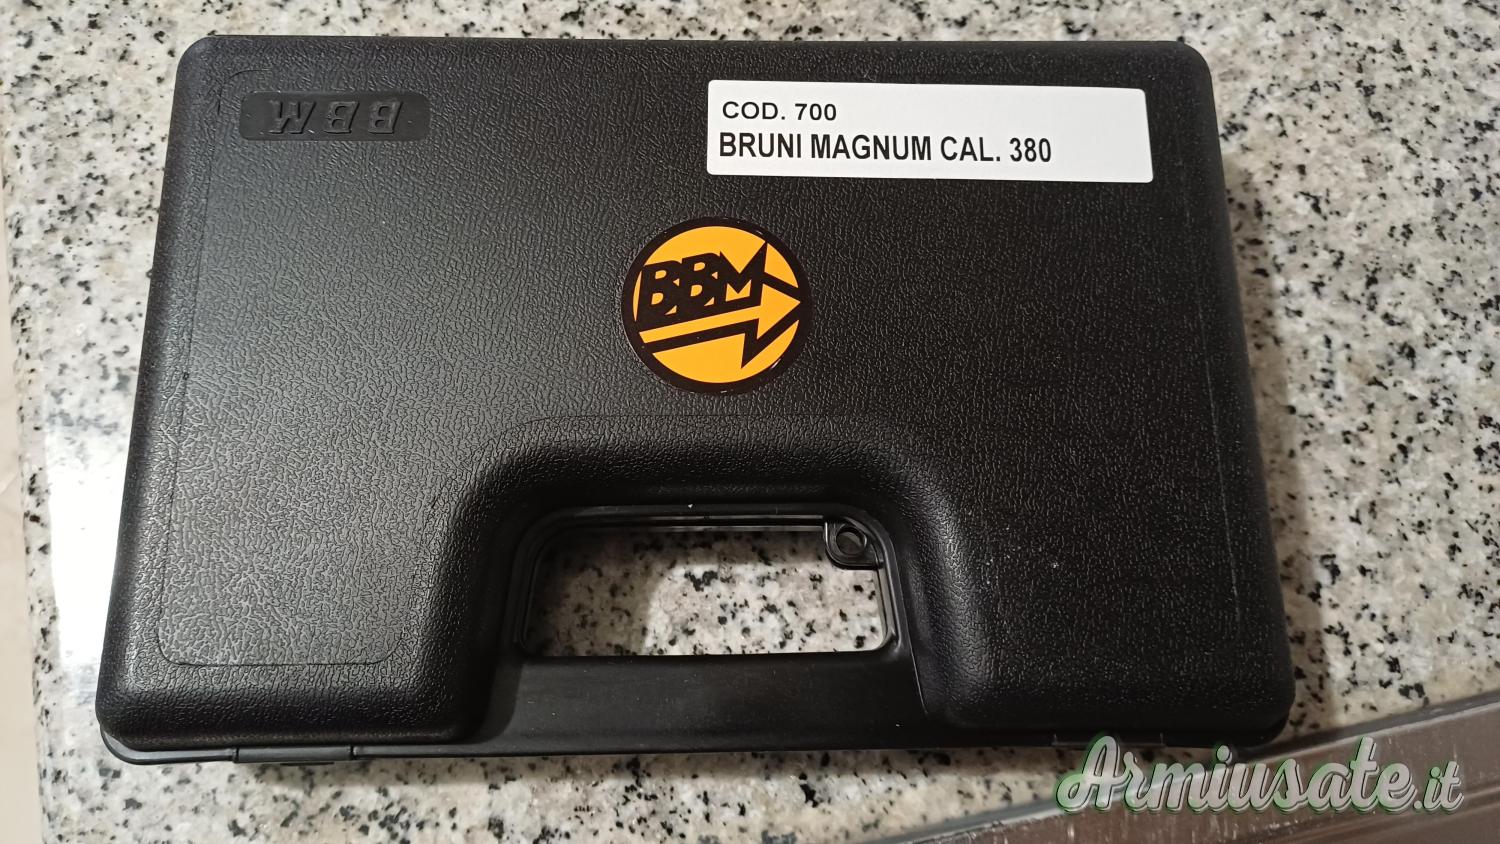 BBM
COD. 700
BRUNI MAGNUM CAL. 380
BBM
Armiusate.it